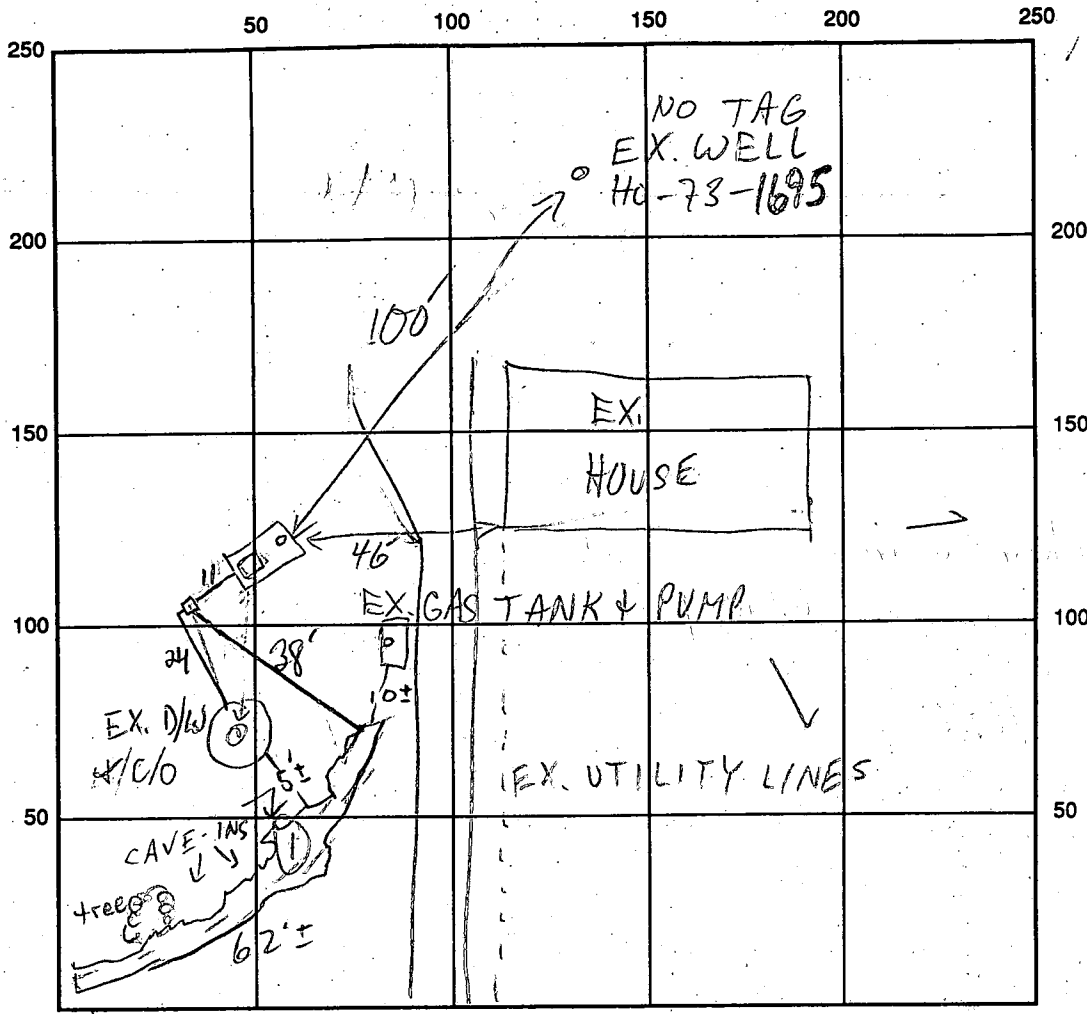 50 100 150 200 250
250
NO TAG
EX. WELL
HO-73-1695
200 200
100'
EX.
HOUSE
150 150
46'
11
EX. GAS TANK & PUMP
100 100
24
38'
10±
EX. D/W
W/C/O
5'±
EX. UTILITY LINES
50 50
CAVE-INS
1
tree
62'±